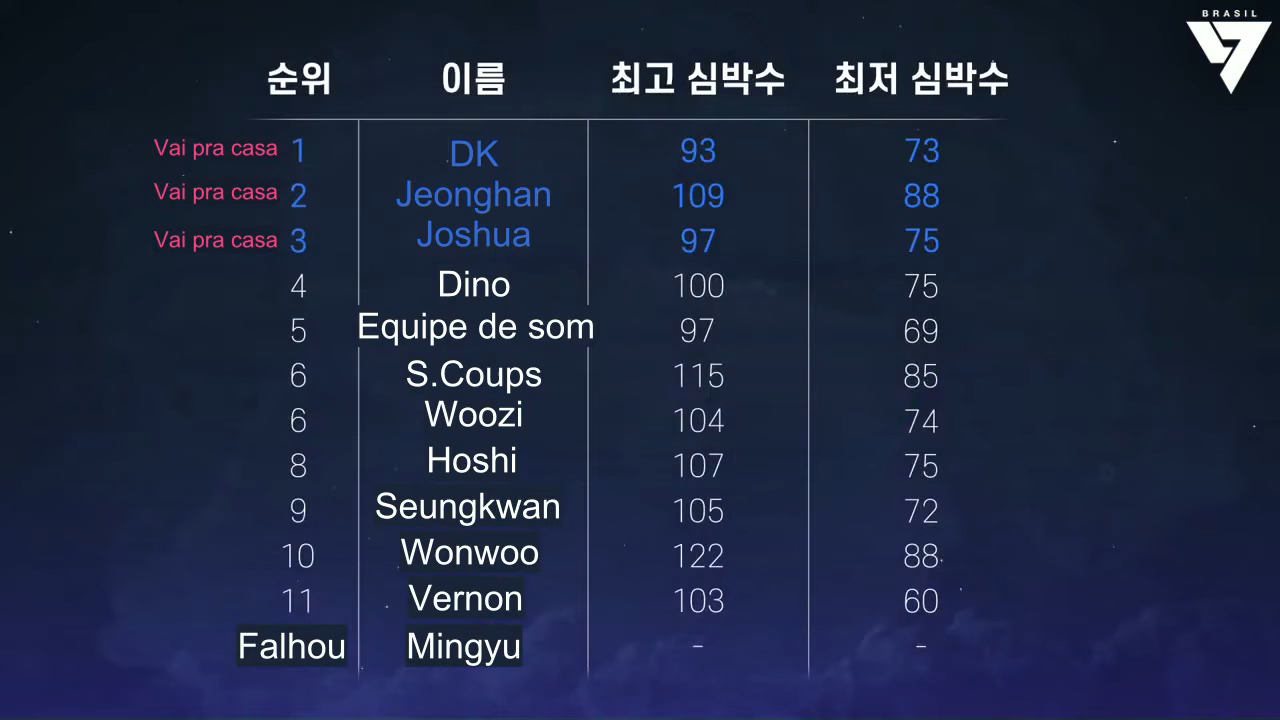 BRASIL
순위 이름 최고 심박수 최저 심박수
Vai pra casa 1 DK 93 73
Vai pra casa 2 Jeonghan 109 88
Vai pra casa 3 Joshua 97 75
4 Dino 100 75
5 Equipe de som 97 69
6 S.Coups 115 85
6 Woozi 104 74
8 Hoshi 107 75
9 Seungkwan 105 72
10 Wonwoo 122 88
11 Vernon 103 60
Falhou Mingyu - -